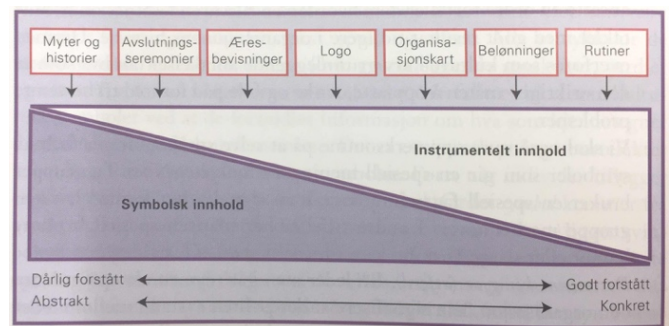 Myter og
historier
Avslutnings-
seremonier
Æres-
bevisninger
Logo
Organisa-
sjonskart
Belønninger
Rutiner
Instrumentelt innhold
Symbolsk innhold
Dårlig forstått
Godt forstått
Abstrakt
Konkret